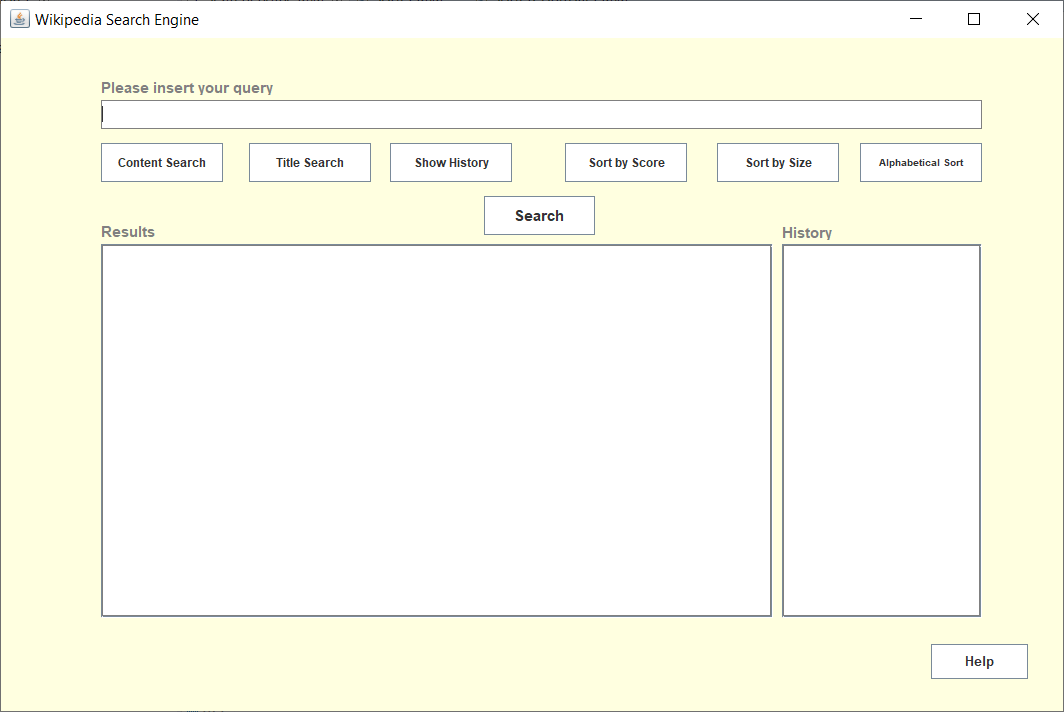 Wikipedia Search Engine
Please insert your query
Content Search Title Search Show History Sort by Score Sort by Size Alphabetical Sort
Search
Results
History
Help